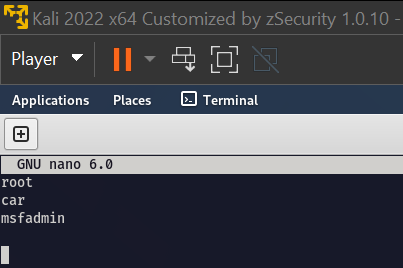 Kali 2022 x64 Customized by zSecurity 1.0.10 -
Player
Applications Places Terminal
GNU nano 6.0
root
car
msfadmin